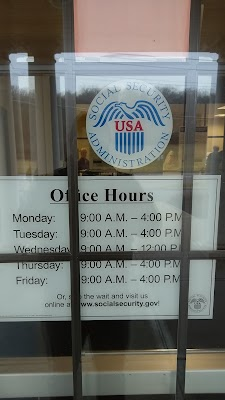 SOCIAL SECURITY
USA
ADMINISTRATION
Office Hours
Monday: 9:00 A.M. – 4:00 P.M
Tuesday: 9:00 A.M. – 4:00 P.M
Wednesday 9:00 A.M. – 12:00 P.M
Thursday: 9:00 A.M. – 4:00 P.M
Friday: 9:00 A.M. – 4:00 P.M
Or, the wait and visit us
online a www.socialsecurity.gov!